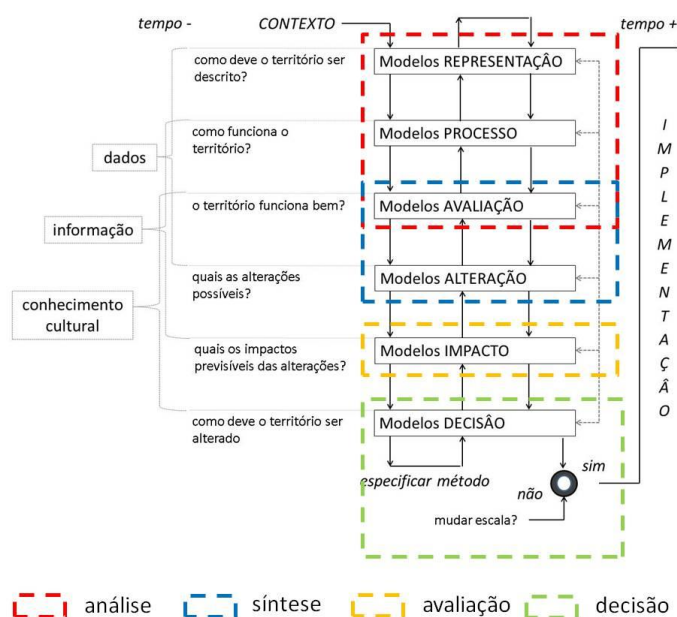 tempo -
CONTEXTO
tempo +
como deve o território ser
descrito?
Modelos REPRESENTAÇÂO
como funciona o
território?
Modelos PROCESSO
dados
o território funciona bem?
Modelos AVALIAÇÃO
informação
quais as alterações
possíveis?
Modelos ALTERAÇÃO
conhecimento
cultural
quais os impactos
previsíveis das alterações?
Modelos IMPACTO
como deve o território ser
alterado
Modelos DECISÂO
especificar método
sim
não
mudar escala?
I
M
P
L
E
M
E
N
T
A
Ç
Â
O
análise
síntese
avaliação
decisão